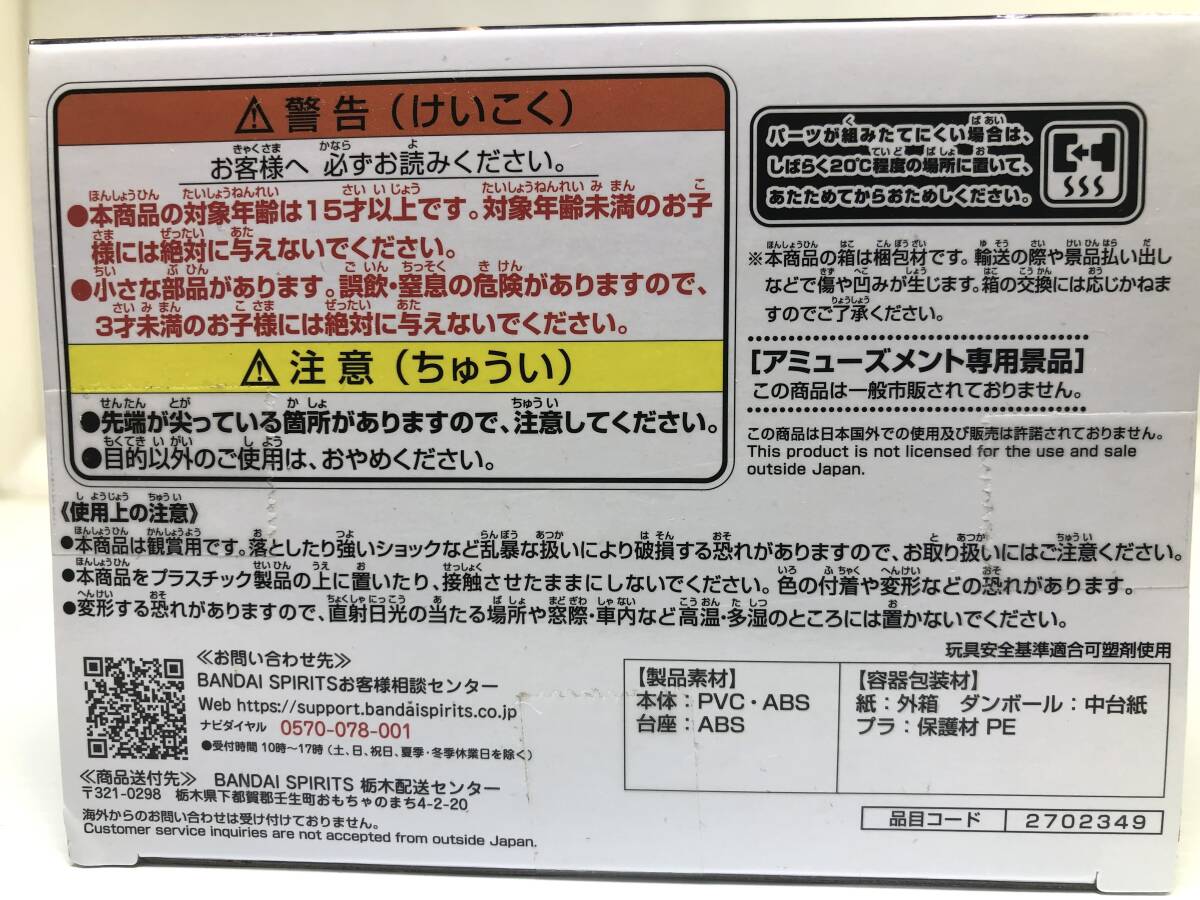 ⚠警告(けいこく)
お客様へ 必ずお読みください。
●本商品の対象年齢は15才以上です。対象年齢未満のお子
様には絶対に与えないでください。
●小さな部品があります。誤飲・窒息の危険がありますので、
3才未満のお子様には絶対に与えないでください。
⚠注意(ちゅうい)
●先端が尖っている箇所がありますので、注意してください。
●目的以外のご使用は、おやめください。
パーツが組みたてにくい場合は、
しばらく20℃程度の場所に置いて、
あたためてからおためしください。
※本商品の箱は梱包材です。輸送の際や景品払い出し
などで傷や凹みが生じます。箱の交換には応じかねま
すのでご了承ください。
[アミューズメント専用景品]
この商品は一般市販されておりません。
この商品は日本国外での使用及び販売は許諾されておりません。
This product is not licensed for the use and sale
outside Japan.
《使用上の注意》
●本商品は観賞用です。落としたり強いショックなど乱暴な扱いにより破損する恐れがありますので、お取り扱いにはご注意ください。
●本商品をプラスチック製品の上に置いたり、接触させたままにしないでください。色の付着や変形などの恐れがあります。
●変形する恐れがありますので、直射日光の当たる場所や窓際・車内など高温・多湿のところには置かないでください。
玩具安全基準適合可塑剤使用
≪お問い合わせ先≫
BANDAI SPIRITSお客様相談センター
Web https://support.bandaispirits.co.jp
ナビダイヤル 0570-078-001
●受付時間 10時〜17時(土、日、祝日、夏季・冬季休業日を除く)
≪商品送付先≫ BANDAI SPIRITS 栃木配送センター
〒321-0298 栃木県下都賀郡壬生町おもちゃのまち4-2-20
海外からのお問い合わせは受け付けておりません。
Customer service inquiries are not accepted from outside Japan.
【製品素材】
本体:PVC・ABS
台座:ABS
【容器包装材】
紙:外箱 ダンボール:中台紙
プラ:保護材 PE
品目コード 2702349